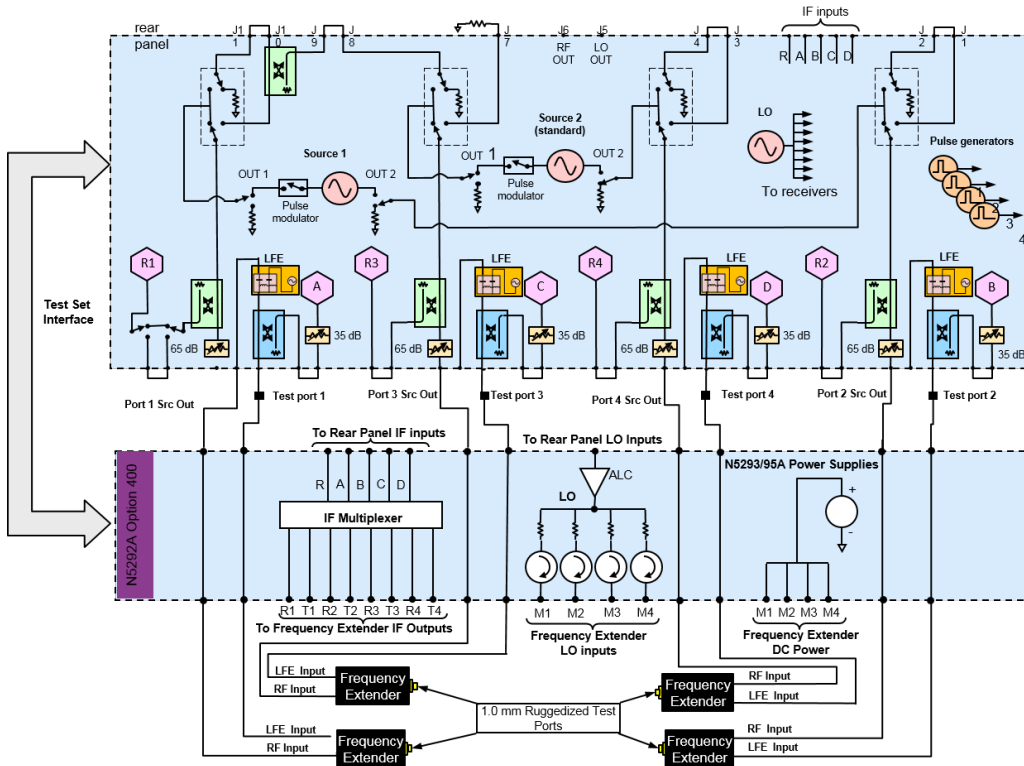 rear
panel
J1
1
J1
0
J
9
J
8
J
7
J6
RF
OUT
J5
LO
OUT
J
4
J
3
IF inputs
R A B C D
J
2
J
1
Source 1
OUT 1
OUT 2
Pulse
modulator
Source 2
(standard)
OUT 1
OUT 2
Pulse
modulator
LO
To receivers
Pulse generators
1
2
3
4
Test Set
Interface
R1
LFE
A
65 dB
35 dB
R3
LFE
C
65 dB
35 dB
R4
LFE
D
65 dB
35 dB
R2
LFE
B
65 dB
35 dB
Port 1 Src Out
Test port 1
Port 3 Src Out
Test port 3
Port 4 Src Out
Test port 4
Port 2 Src Out
Test port 2
N5292A Option 400
To Rear Panel IF inputs
R A B C D
IF Multiplexer
R1 T1 R2 T2 R3 T3 R4 T4
To Frequency Extender IF Outputs
To Rear Panel LO Inputs
ALC
LO
M1 M2 M3 M4
Frequency Extender
LO inputs
N5293/95A Power Supplies
+
-
M1 M2 M3 M4
Frequency Extender
DC Power
LFE Input
RF Input
Frequency
Extender
LFE Input
RF Input
Frequency
Extender
1.0 mm Ruggedized Test
Ports
Frequency
Extender
RF Input
LFE Input
Frequency
Extender
RF Input
LFE Input